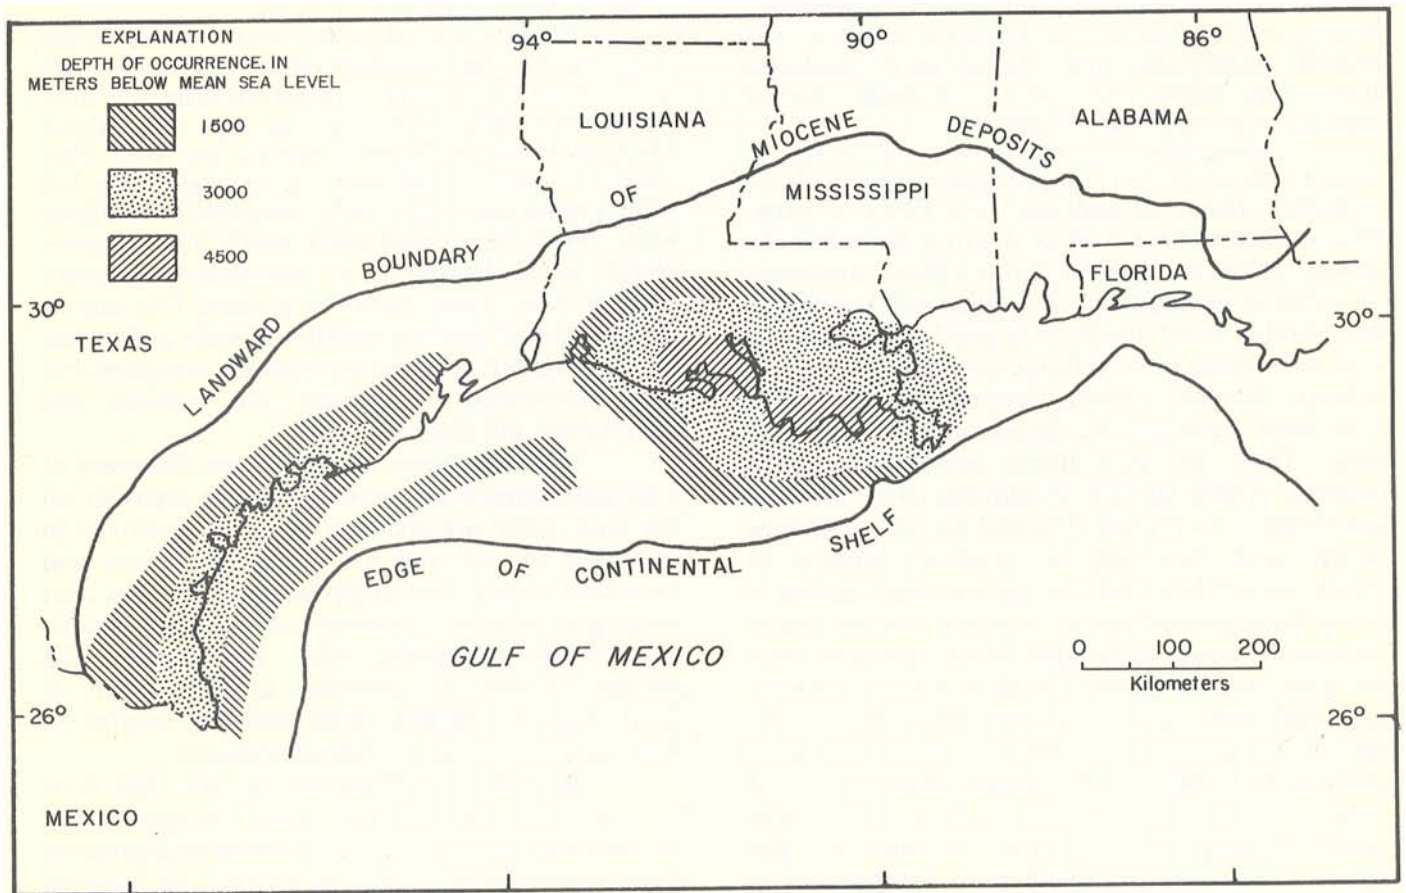 EXPLANATION
DEPTH OF OCCURRENCE, IN
METERS BELOW MEAN SEA LEVEL
1500
3000
4500
94°
90°
86°
LOUISIANA
ALABAMA
MISSISSIPPI
FLORIDA
TEXAS
LANDWARD BOUNDARY OF MIOCENE DEPOSITS
30°
30°
EDGE OF CONTINENTAL SHELF
GULF OF MEXICO
0 100 200
Kilometers
26°
26°
MEXICO